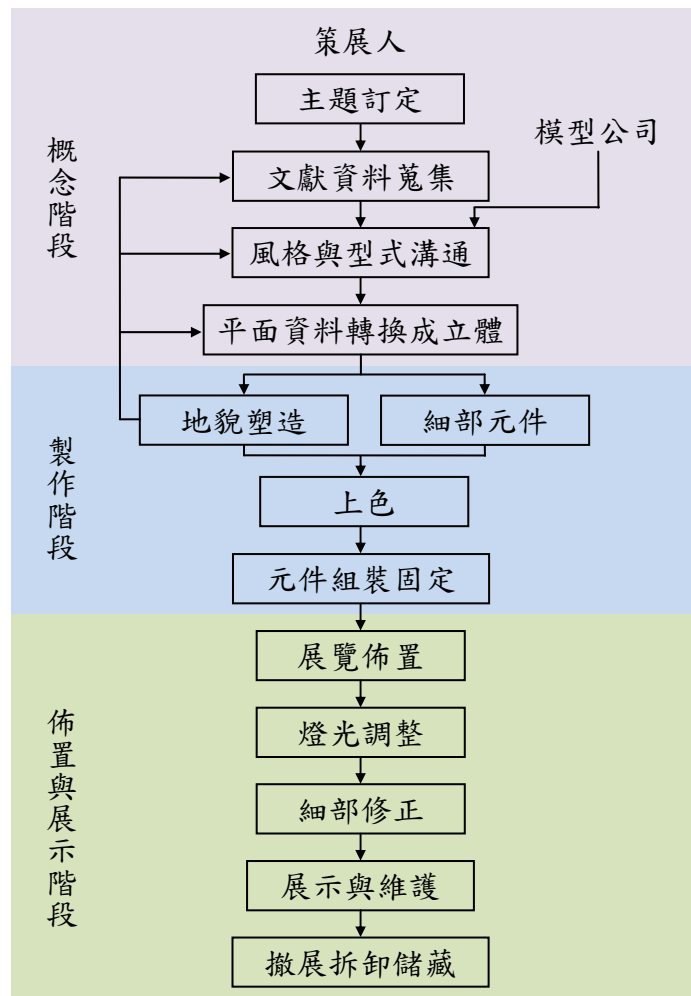 策展人
主題訂定
模型公司
概念階段
文獻資料蒐集
風格與型式溝通
平面資料轉換成立體
製作階段
地貌塑造
細部元件
上色
元件組裝固定
佈置與展示階段
展覽佈置
燈光調整
細部修正
展示與維護
撤展拆卸儲藏